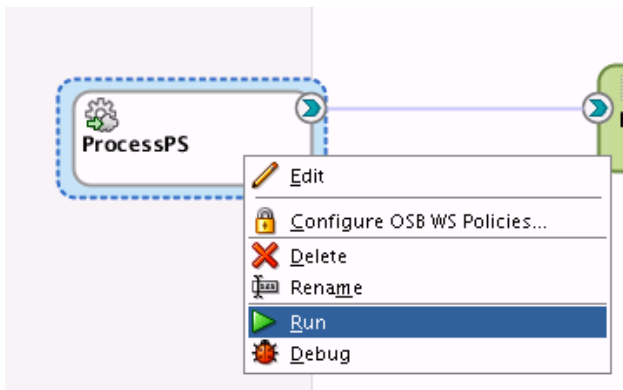 ProcessPS
Edit
Configure OSB WS Policies...
Delete
Rename
Run
Debug